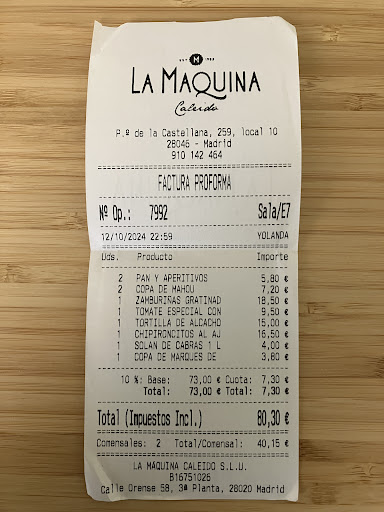 EST M 1982
LA MAQUINA
Caleido
P.º de la Castellana, 259, local 10
28046 - Madrid
910 142 464
FACTURA PROFORMA
Nº Op.: 7992 Sala/E7
12/10/2024 22:59 YOLANDA
Uds. Producto Importe
2 PAN Y APERITIVOS 5,80 €
2 COPA DE MAHOU 7,20 €
1 ZAMBURIÑAS GRATINAD 18,50 €
1 TOMATE ESPECIAL CON 9,50 €
1 TORTILLA DE ALCACHO 15,00 €
1 CHIPIRONCITOS AL AJ 16,50 €
1 SOLAN DE CABRAS 1 L 4,00 €
1 COPA DE MARQUES DE 3,80 €
10 %: Base: 73,00 € Cuota: 7,30 €
Total: 73,00 € Total: 7,30 €
Total (Impuestos Incl.) 80,30 €
Comensales: 2 Total/Comensal: 40,15 €
LA MÁQUINA CALEIDO S.L.U.
B16751026
Calle Orense 58, 3ª Planta, 28020 Madrid